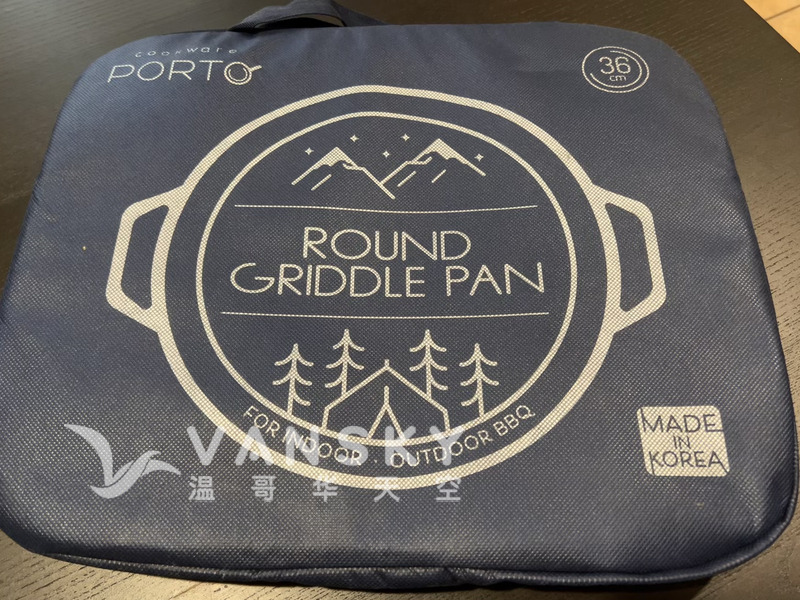 cookware
PORTO
36
cm
ROUND
GRIDDLE PAN
FOR INDOOR · OUTDOOR BBQ
MADE
IN
KOREA
VANSKY
温哥华天空